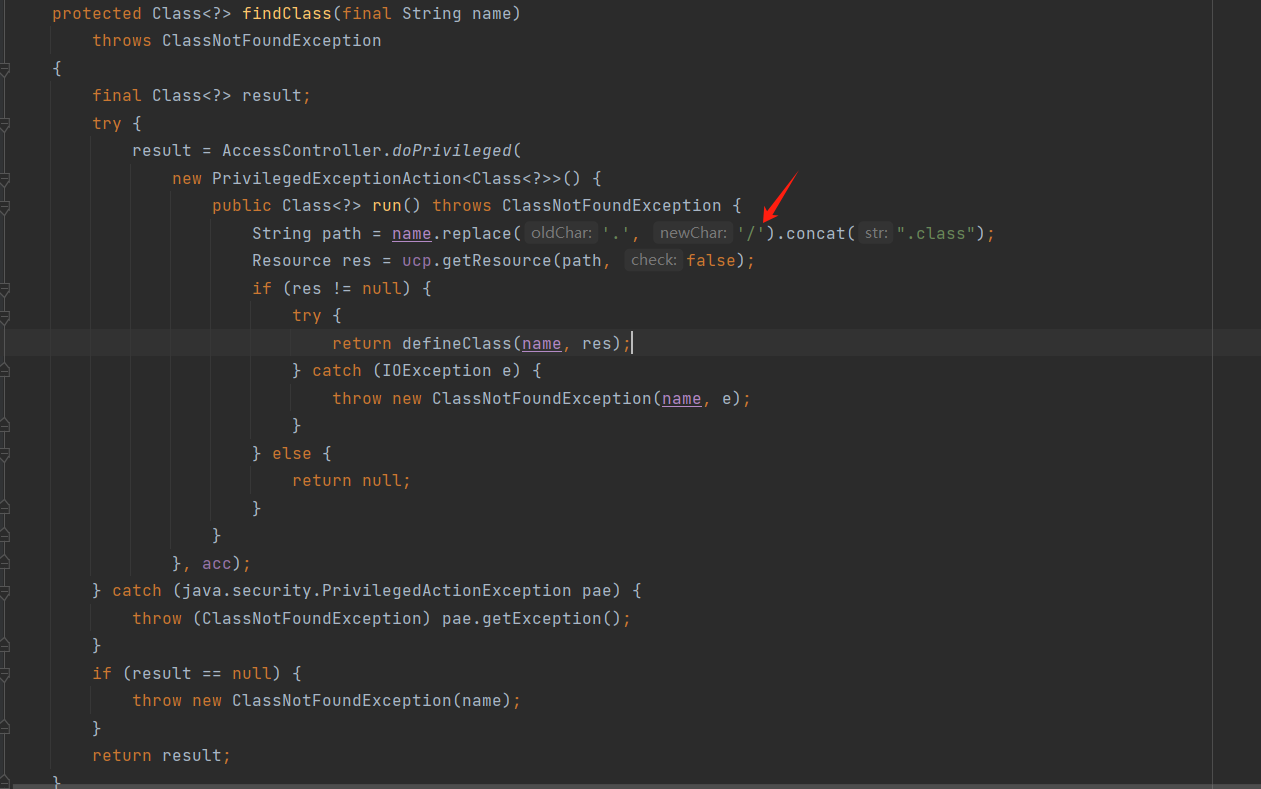 protected Class<?> findClass(final String name)
throws ClassNotFoundException
{
final Class<?> result;
try {
result = AccessController.doPrivileged(
new PrivilegedExceptionAction<Class<?>>() {
public Class<?> run() throws ClassNotFoundException {
String path = name.replace( oldChar: '.', newChar: '/').concat( str: ".class");
Resource res = ucp.getResource(path, check: false);
if (res != null) {
try {
return defineClass(name, res);
} catch (IOException e) {
throw new ClassNotFoundException(name, e);
}
} else {
return null;
}
}
}, acc);
} catch (java.security.PrivilegedActionException pae) {
throw (ClassNotFoundException) pae.getException();
}
if (result == null) {
throw new ClassNotFoundException(name);
}
return result;
}